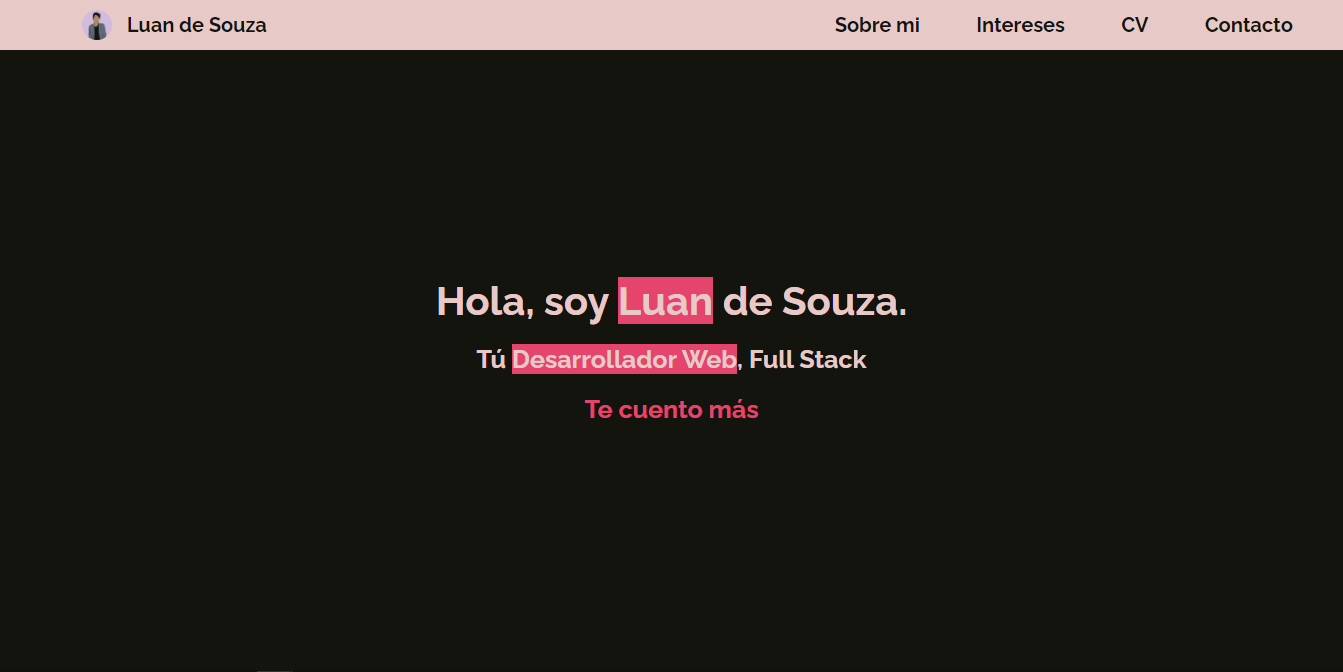 Luan de Souza
Sobre mi
Intereses
CV
Contacto
Hola, soy Luan de Souza.
Tú Desarrollador Web, Full Stack
Te cuento más